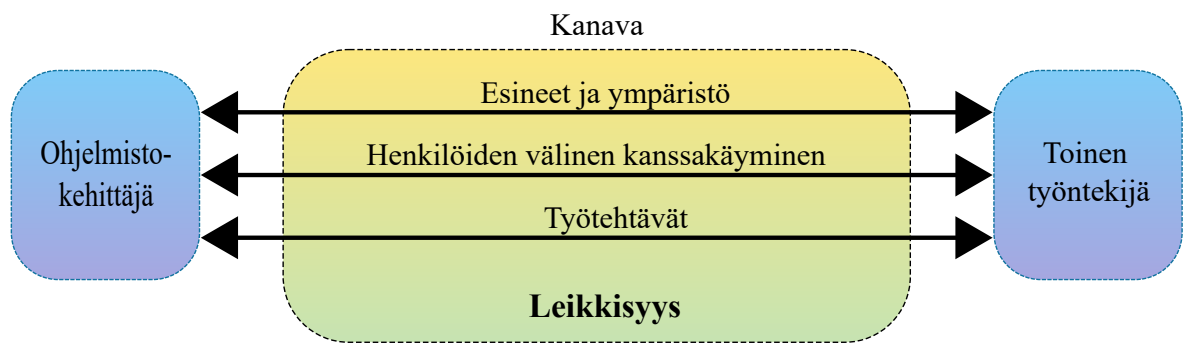 Kanava
Esineet ja ympäristö
Ohjelmisto-
kehittäjä
Henkilöiden välinen kanssakäyminen
Toinen
työntekijä
Työtehtävät
Leikkisyys